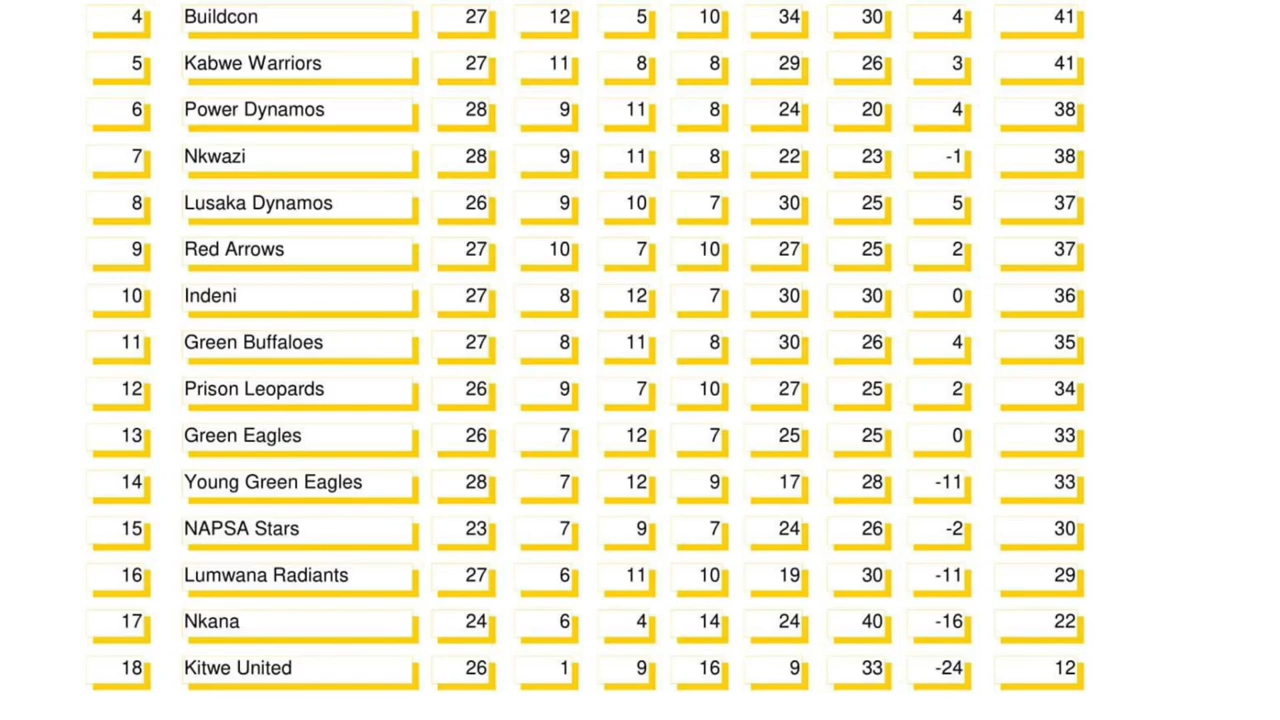 4 Buildcon 27 12 5 10 34 30 4 41
5 Kabwe Warriors 27 11 8 8 29 26 3 41
6 Power Dynamos 28 9 11 8 24 20 4 38
7 Nkwazi 28 9 11 8 22 23 -1 38
8 Lusaka Dynamos 26 9 10 7 30 25 5 37
9 Red Arrows 27 10 7 10 27 25 2 37
10 Indeni 27 8 12 7 30 30 0 36
11 Green Buffaloes 27 8 11 8 30 26 4 35
12 Prison Leopards 26 9 7 10 27 25 2 34
13 Green Eagles 26 7 12 7 25 25 0 33
14 Young Green Eagles 28 7 12 9 17 28 -11 33
15 NAPSA Stars 23 7 9 7 24 26 -2 30
16 Lumwana Radiants 27 6 11 10 19 30 -11 29
17 Nkana 24 6 4 14 24 40 -16 22
18 Kitwe United 26 1 9 16 9 33 -24 12